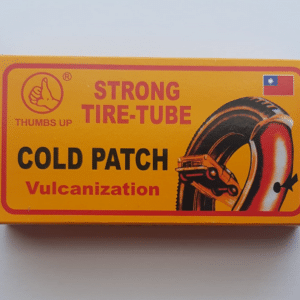 ®
THUMBS UP
STRONG
TIRE-TUBE
COLD PATCH
Vulcanization